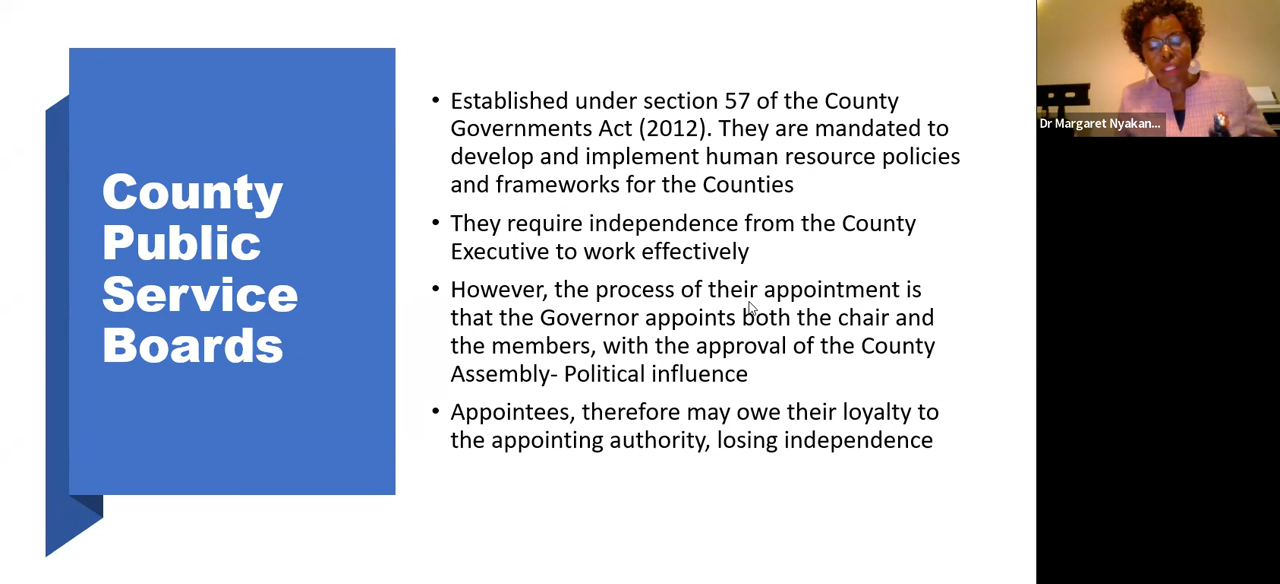 County
Public
Service
Boards
• Established under section 57 of the County
Governments Act (2012). They are mandated to
develop and implement human resource policies
and frameworks for the Counties
• They require independence from the County
Executive to work effectively
• However, the process of their appointment is
that the Governor appoints both the chair and
the members, with the approval of the County
Assembly- Political influence
• Appointees, therefore may owe their loyalty to
the appointing authority, losing independence
Dr Margaret Nyakan...